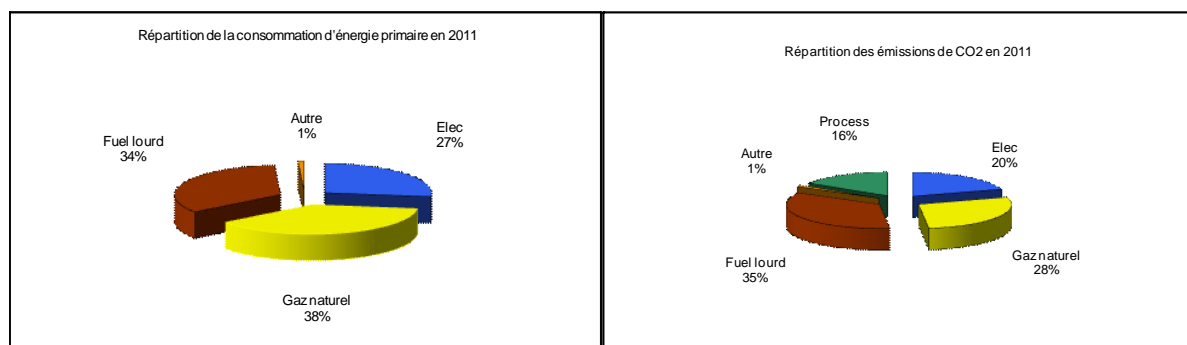 Répartition de la consommation d'énergie primaire en 2011
Autre
1%
Elec
27%
Fuel lourd
34%
Gaz naturel
38%
Répartition des émissions de CO2 en 2011
Process
16%
Elec
20%
Autre
1%
Fuel lourd
35%
Gaz naturel
28%